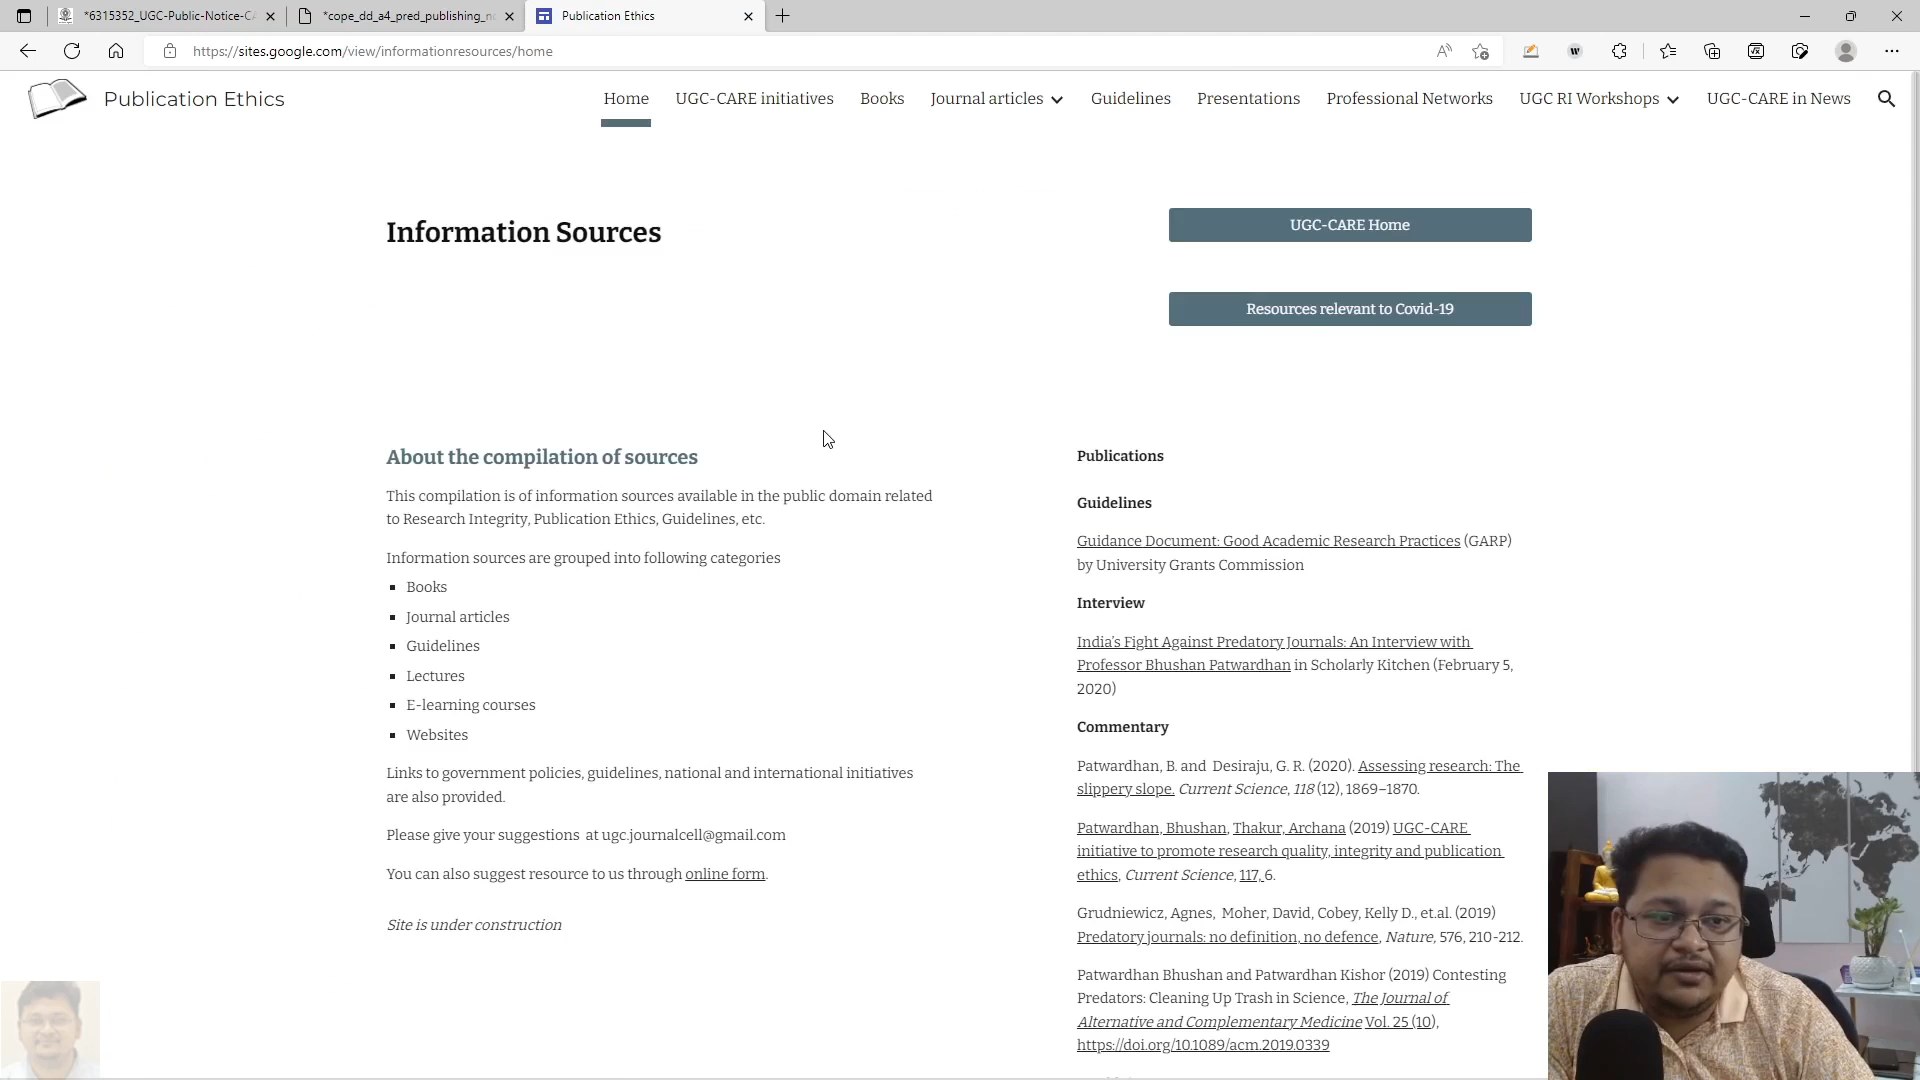 *6315352_UGC-Public-Notice-CA
*cope_dd_a4_pred_publishing_n
Publication Ethics
https://sites.google.com/view/informationresources/home
Publication Ethics
Home
UGC-CARE initiatives
Books
Journal articles
Guidelines
Presentations
Professional Networks
UGC RI Workshops
UGC-CARE in News
Information Sources
UGC-CARE Home
Resources relevant to Covid-19
About the compilation of sources
This compilation is of information sources available in the public domain related
to Research Integrity, Publication Ethics, Guidelines, etc.
Information sources are grouped into following categories
Books
Journal articles
Guidelines
Lectures
E-learning courses
Websites
Links to government policies, guidelines, national and international initiatives
are also provided.
Please give your suggestions at ugc.journalcell@gmail.com
You can also suggest resource to us through online form.
Site is under construction
Publications
Guidelines
Guidance Document: Good Academic Research Practices (GARP)
by University Grants Commission
Interview
India's Fight Against Predatory Journals: An Interview with
Professor Bhushan Patwardhan in Scholarly Kitchen (February 5,
2020)
Commentary
Patwardhan, B. and Desiraju, G. R. (2020). Assessing research: The
slippery slope. Current Science, 118 (12), 1869–1870.
Patwardhan, Bhushan, Thakur, Archana (2019) UGC-CARE
initiative to promote research quality, integrity and publication
ethics, Current Science, 117, 6.
Grudniewicz, Agnes, Moher, David, Cobey, Kelly D., et.al. (2019)
Predatory journals: no definition, no defence, Nature, 576, 210-212.
Patwardhan Bhushan and Patwardhan Kishor (2019) Contesting
Predators: Cleaning Up Trash in Science, The Journal of
Alternative and Complementary Medicine Vol. 25 (10),
https://doi.org/10.1089/acm.2019.0339